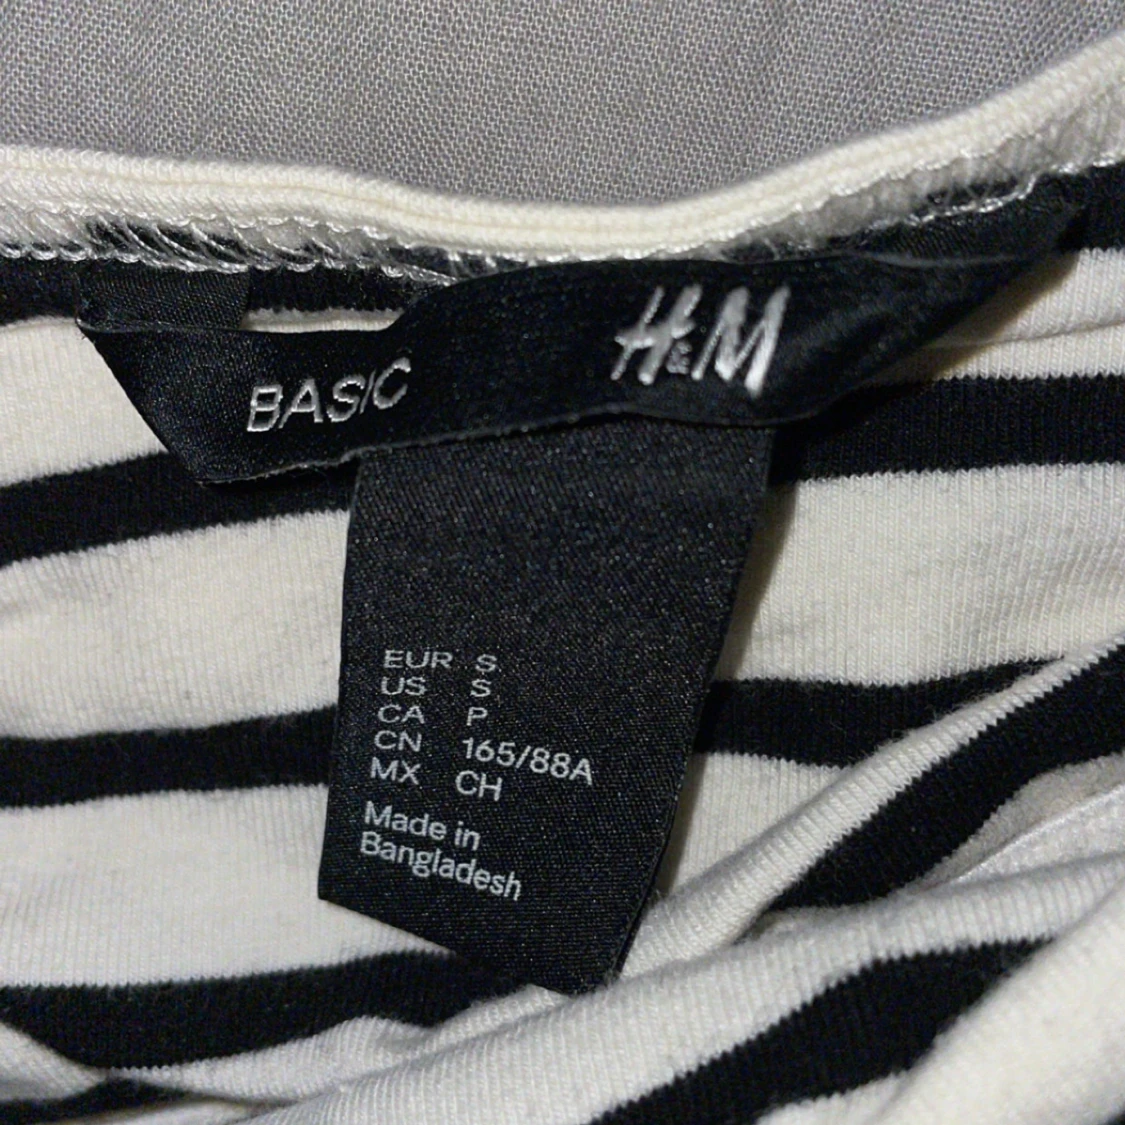 BASIC H&M
EUR S
US S
CA P
CN 165/88A
MX CH
Made in
Bangladesh